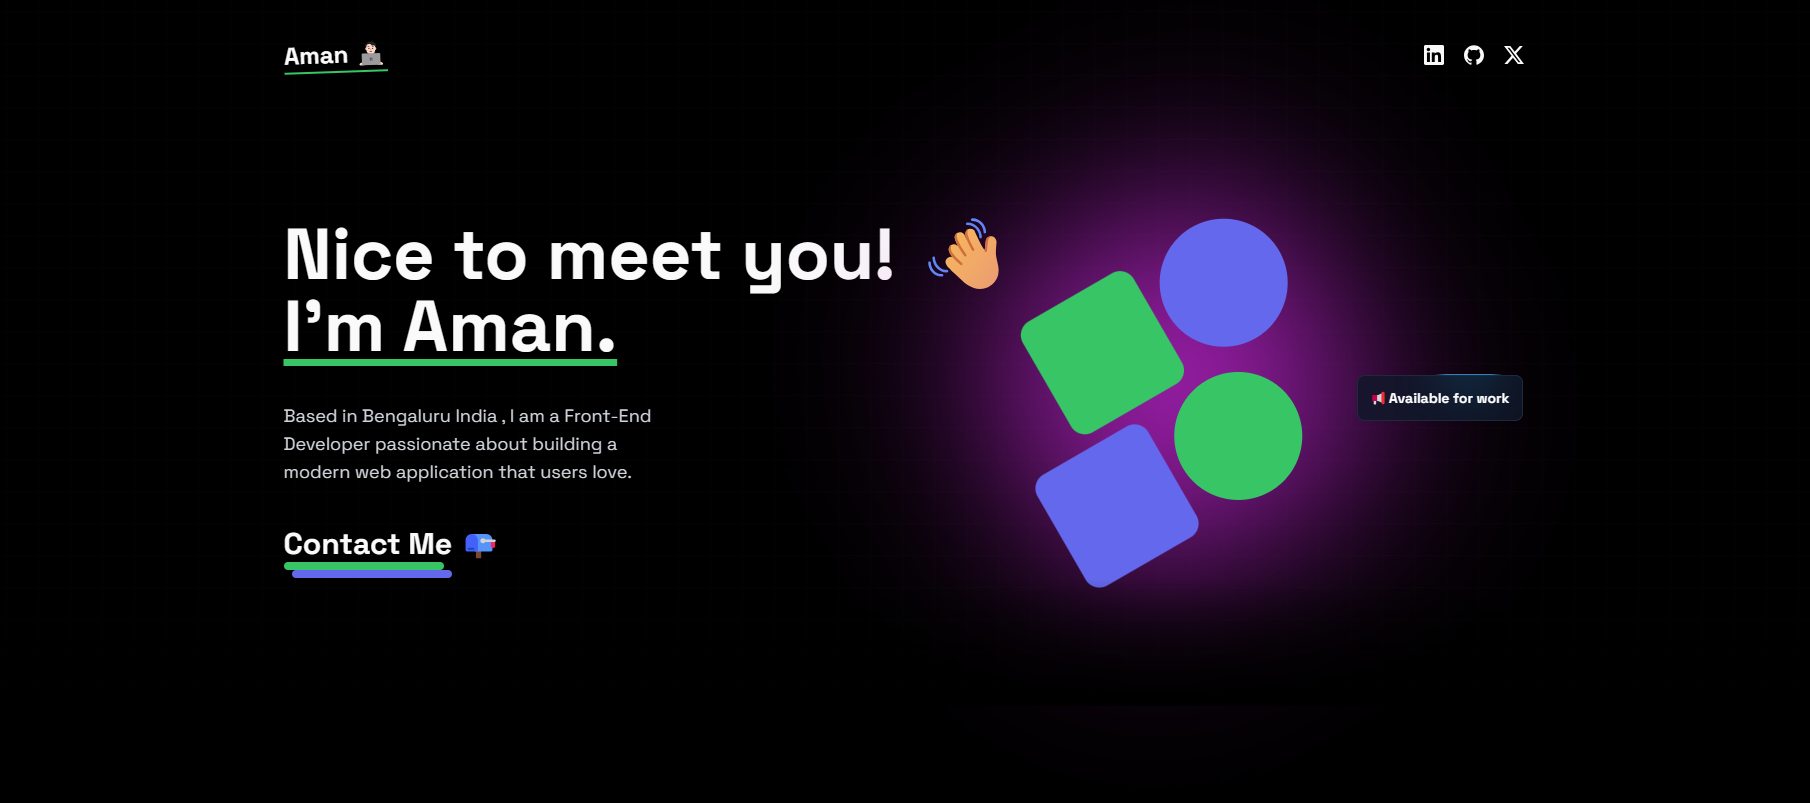 Aman
Nice to meet you!
I'm Aman.
Based in Bengaluru India , I am a Front-End
Developer passionate about building a
modern web application that users love.
Available for work
Contact Me